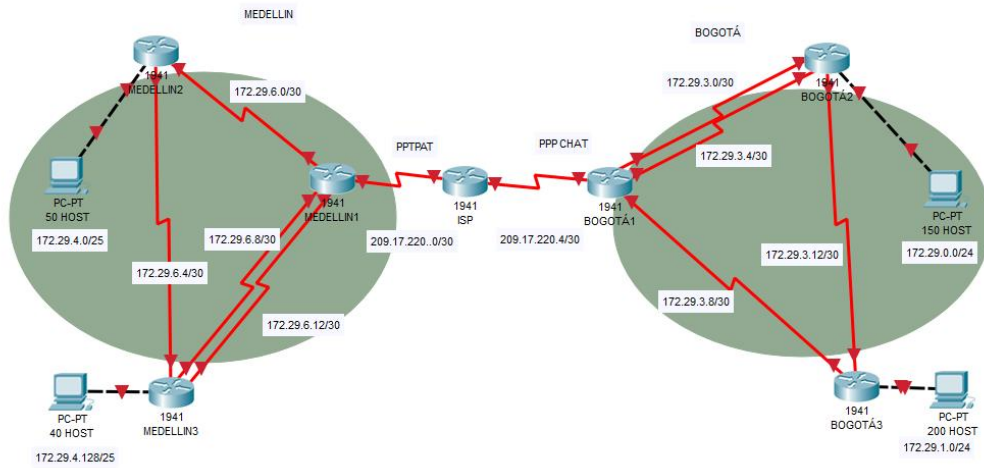 MEDELLIN
1941
MEDELLIN2
172.29.6.0/30
PC-PT
50 HOST
172.29.4.0/25
1941
MEDELLIN1
172.29.6.8/30
172.29.6.4/30
172.29.6.12/30
PC-PT
40 HOST
172.29.4.128/25
1941
MEDELLIN3
PPTPAT
209.17.220..0/30
1941
ISP
PPP CHAT
209.17.220.4/30
BOGOTÁ
172.29.3.0/30
1941
BOGOTÁ2
172.29.3.4/30
1941
BOGOTÁ1
PC-PT
150 HOST
172.29.0.0/24
172.29.3.12/30
172.29.3.8/30
1941
BOGOTÁ3
PC-PT
200 HOST
172.29.1.0/24